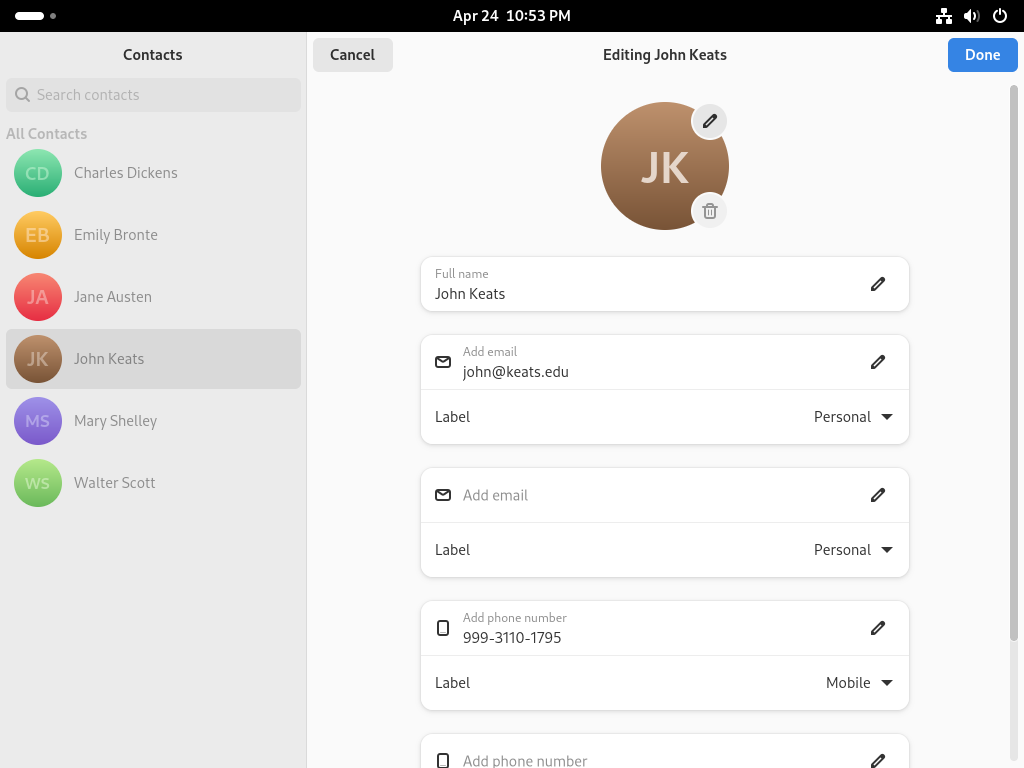 Apr 24 10:53 PM
Contacts
Search contacts
All Contacts
CD Charles Dickens
EB Emily Bronte
JA Jane Austen
JK John Keats
MS Mary Shelley
WS Walter Scott
Cancel
Editing John Keats
Done
JK
Full name
John Keats
Add email
john@keats.edu
Label Personal
Add email
Label Personal
Add phone number
999-3110-1795
Label Mobile
Add phone number